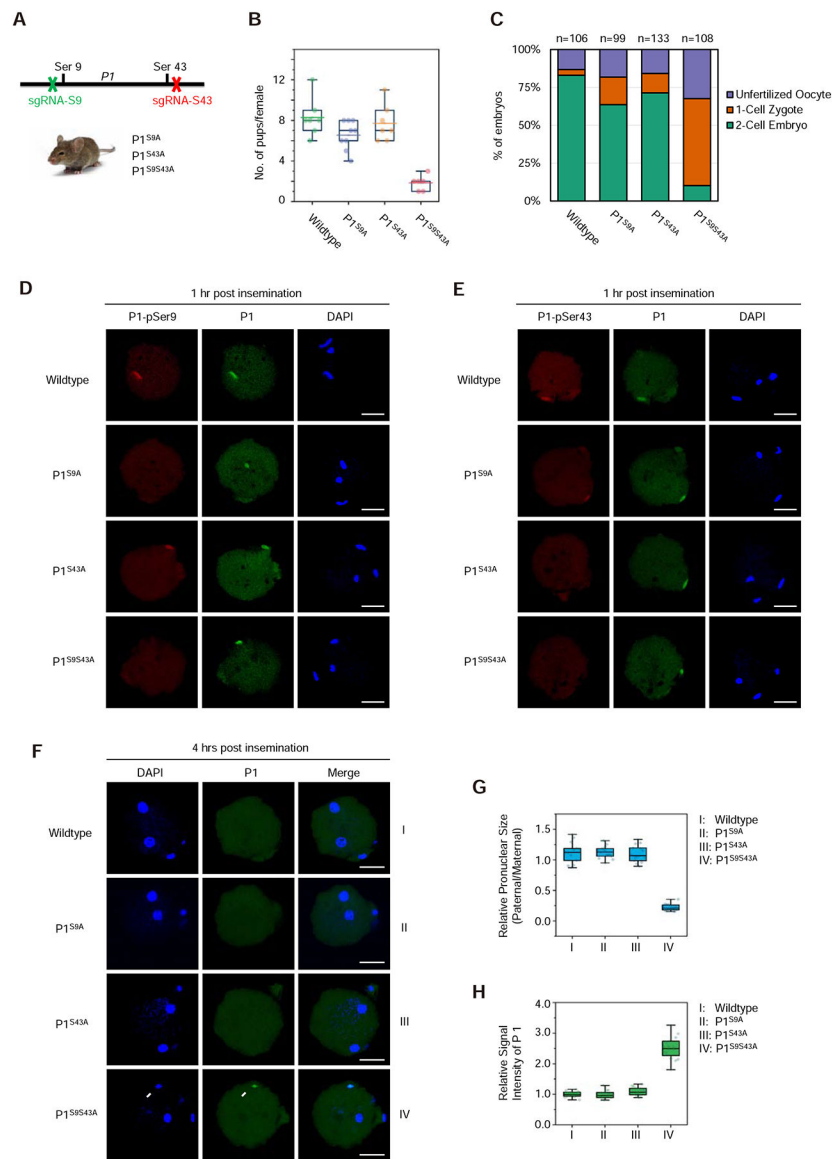 A
Ser 9
P1
Ser 43
sgRNA-S9
sgRNA-S43
P1S9A
P1S43A
P1S9S43A
B
No. of pups/female
12
8
4
0
Wildtype
P1S9A
P1S43A
P1S9S43A
C
n=106
n=99
n=133
n=108
% of embryos
100%
75%
50%
25%
0%
Wildtype
P1S9A
P1S43A
P1S9S43A
Unfertilized Oocyte
1-Cell Zygote
2-Cell Embryo
D
1 hr post insemination
P1-pSer9
P1
DAPI
Wildtype
P1S9A
P1S43A
P1S9S43A
E
1 hr post insemination
P1-pSer43
P1
DAPI
Wildtype
P1S9A
P1S43A
P1S9S43A
F
4 hrs post insemination
DAPI
P1
Merge
Wildtype
I
P1S9A
II
P1S43A
III
P1S9S43A
IV
G
Relative Pronuclear Size
(Paternal/Maternal)
1.5
1.0
0.5
0.0
I
II
III
IV
I: Wildtype
II: P1S9A
III: P1S43A
IV: P1S9S43A
H
Relative Signal
Intensity of P 1
4.0
3.0
2.0
1.0
0.0
I
II
III
IV
I: Wildtype
II: P1S9A
III: P1S43A
IV: P1S9S43A